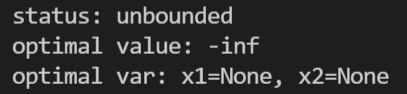 status: unbounded
optimal value: -inf
optimal var: x1=None, x2=None